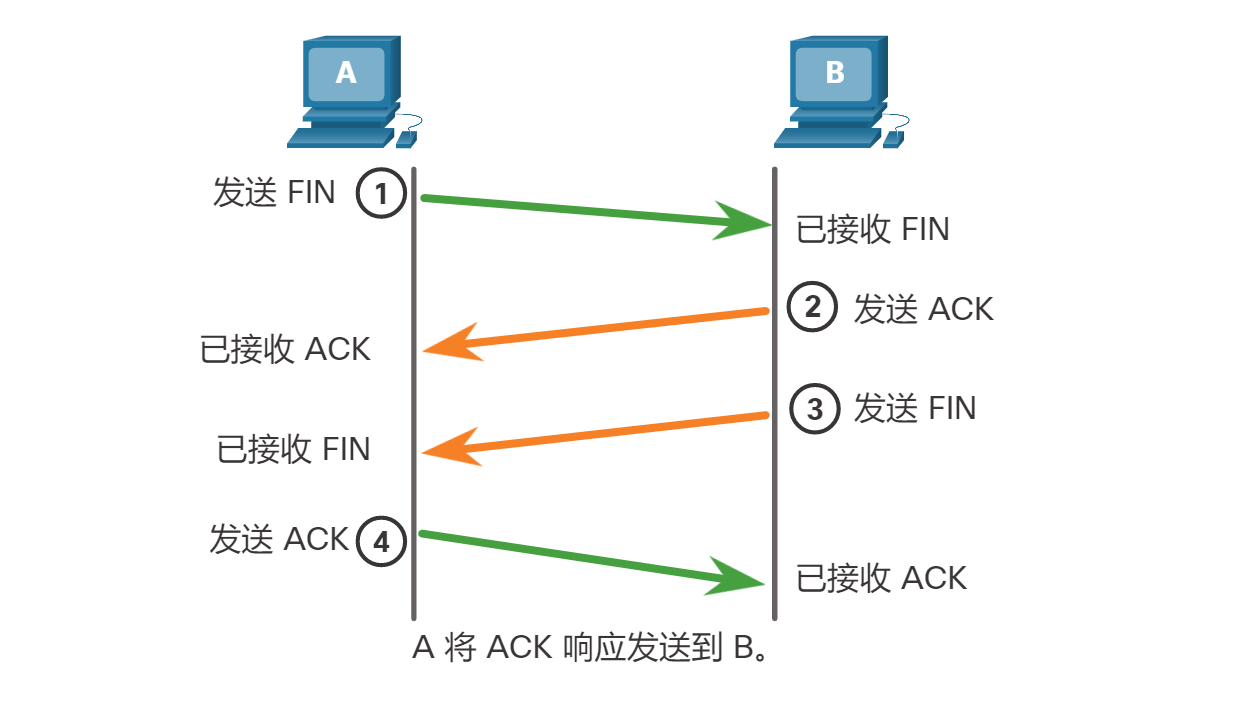 A
B
发送 FIN
1
已接收 FIN
2
发送 ACK
已接收 ACK
3
发送 FIN
已接收 FIN
发送 ACK
4
已接收 ACK
A 将 ACK 响应发送到 B。